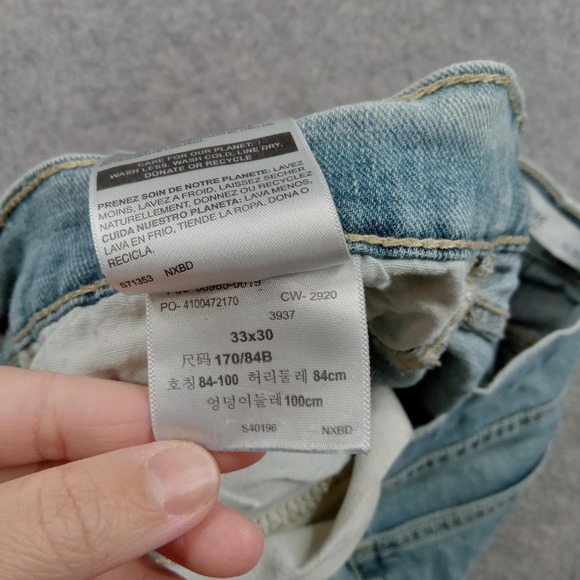 CARE FOR OUR PLANET:
WASH LESS, WASH COLD, LINE DRY,
DONATE OR RECYCLE
PRENEZ SOIN DE NOTRE PLANETE: LAVEZ
MOINS, LAVEZ A FROID, LAISSEZ SECHER
NATURELLEMENT, DONNEZ OU RECYCLEZ
CUIDA NUESTRO PLANETA: LAVA MENOS,
LAVA EN FRIO, TIENDE LA ROPA, DONA O
RECICLA.
S71353 NXBD
PO- 4100472170 CW- 2920
3937
33x30
尺码 170/84B
호칭 84-100 허리둘레 84cm
엉덩이둘레 100cm
S40196 NXBD